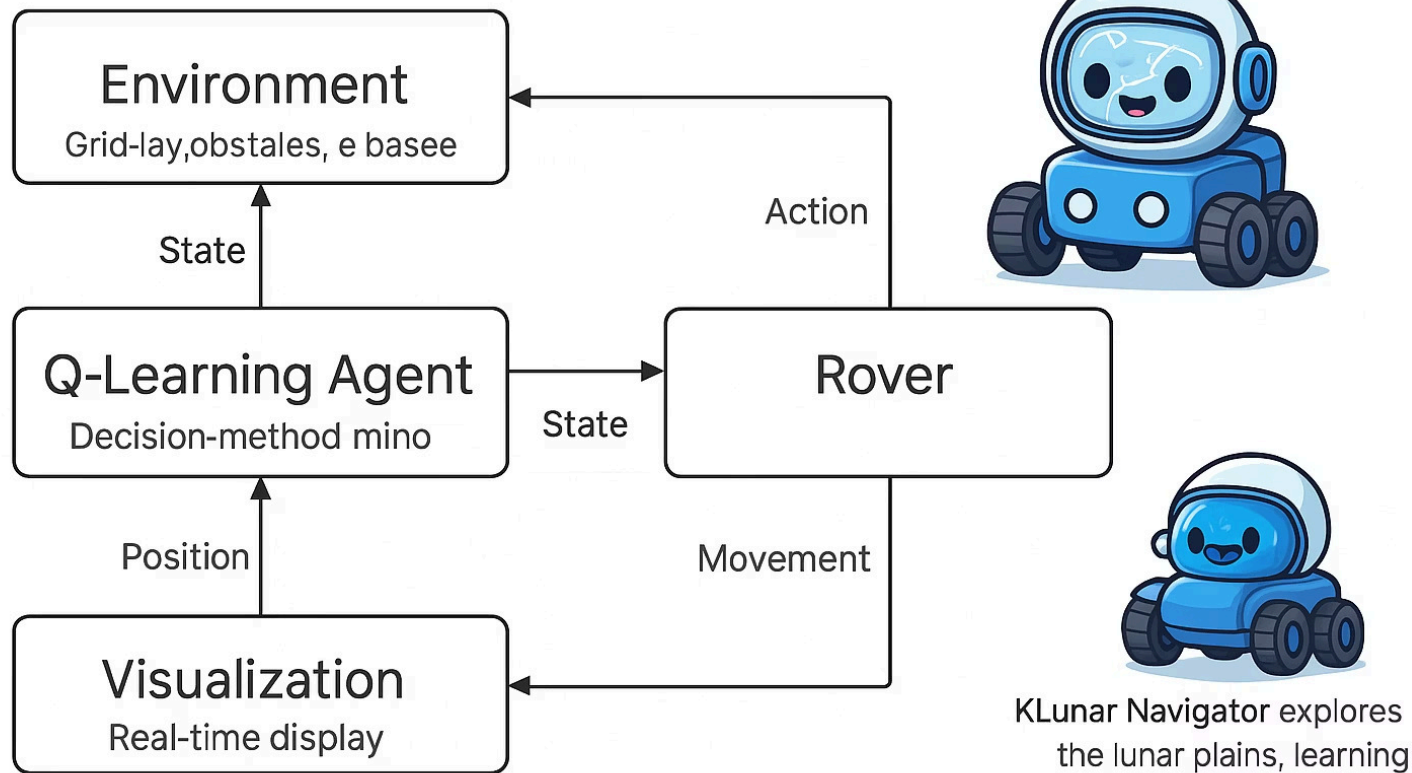 Environment
Grid-lay,obstales, e basee
Action
State
Q-Learning Agent
Decision-method mino
State
Rover
Position
Movement
Visualization
Real-time display
KLunar Navigator explores
the lunar plains, learning